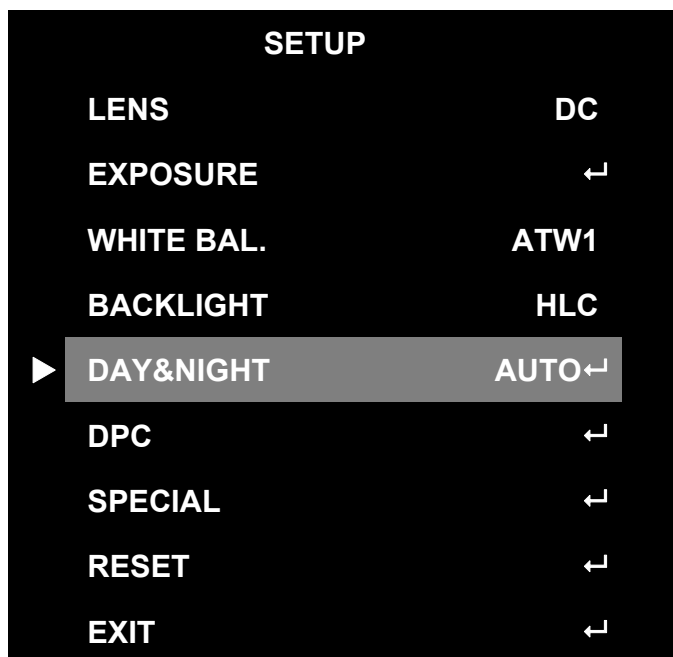 SETUP
LENS DC
EXPOSURE ↵
WHITE BAL. ATW1
BACKLIGHT HLC
DAY&NIGHT AUTO↵
DPC ↵
SPECIAL ↵
RESET ↵
EXIT ↵